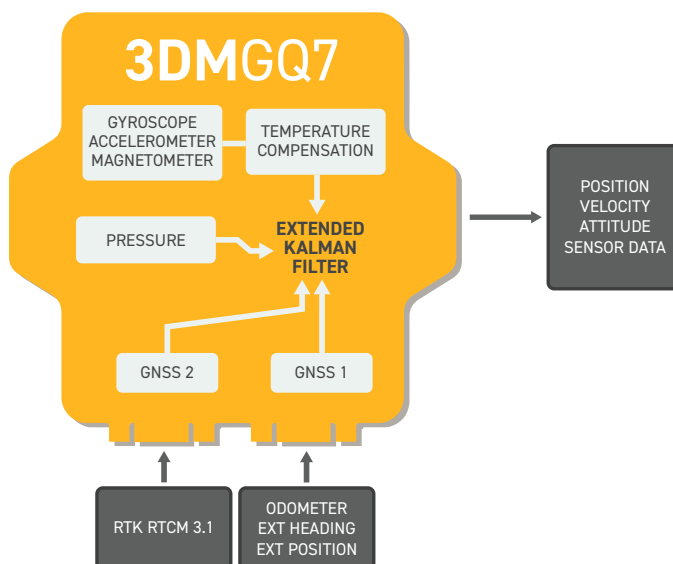 3DMGQ7
GYROSCOPE
ACCELEROMETER
MAGNETOMETER
TEMPERATURE
COMPENSATION
PRESSURE
EXTENDED
KALMAN
FILTER
GNSS 2
GNSS 1
POSITION
VELOCITY
ATTITUDE
SENSOR DATA
RTK RTCM 3.1
ODOMETER
EXT HEADING
EXT POSITION